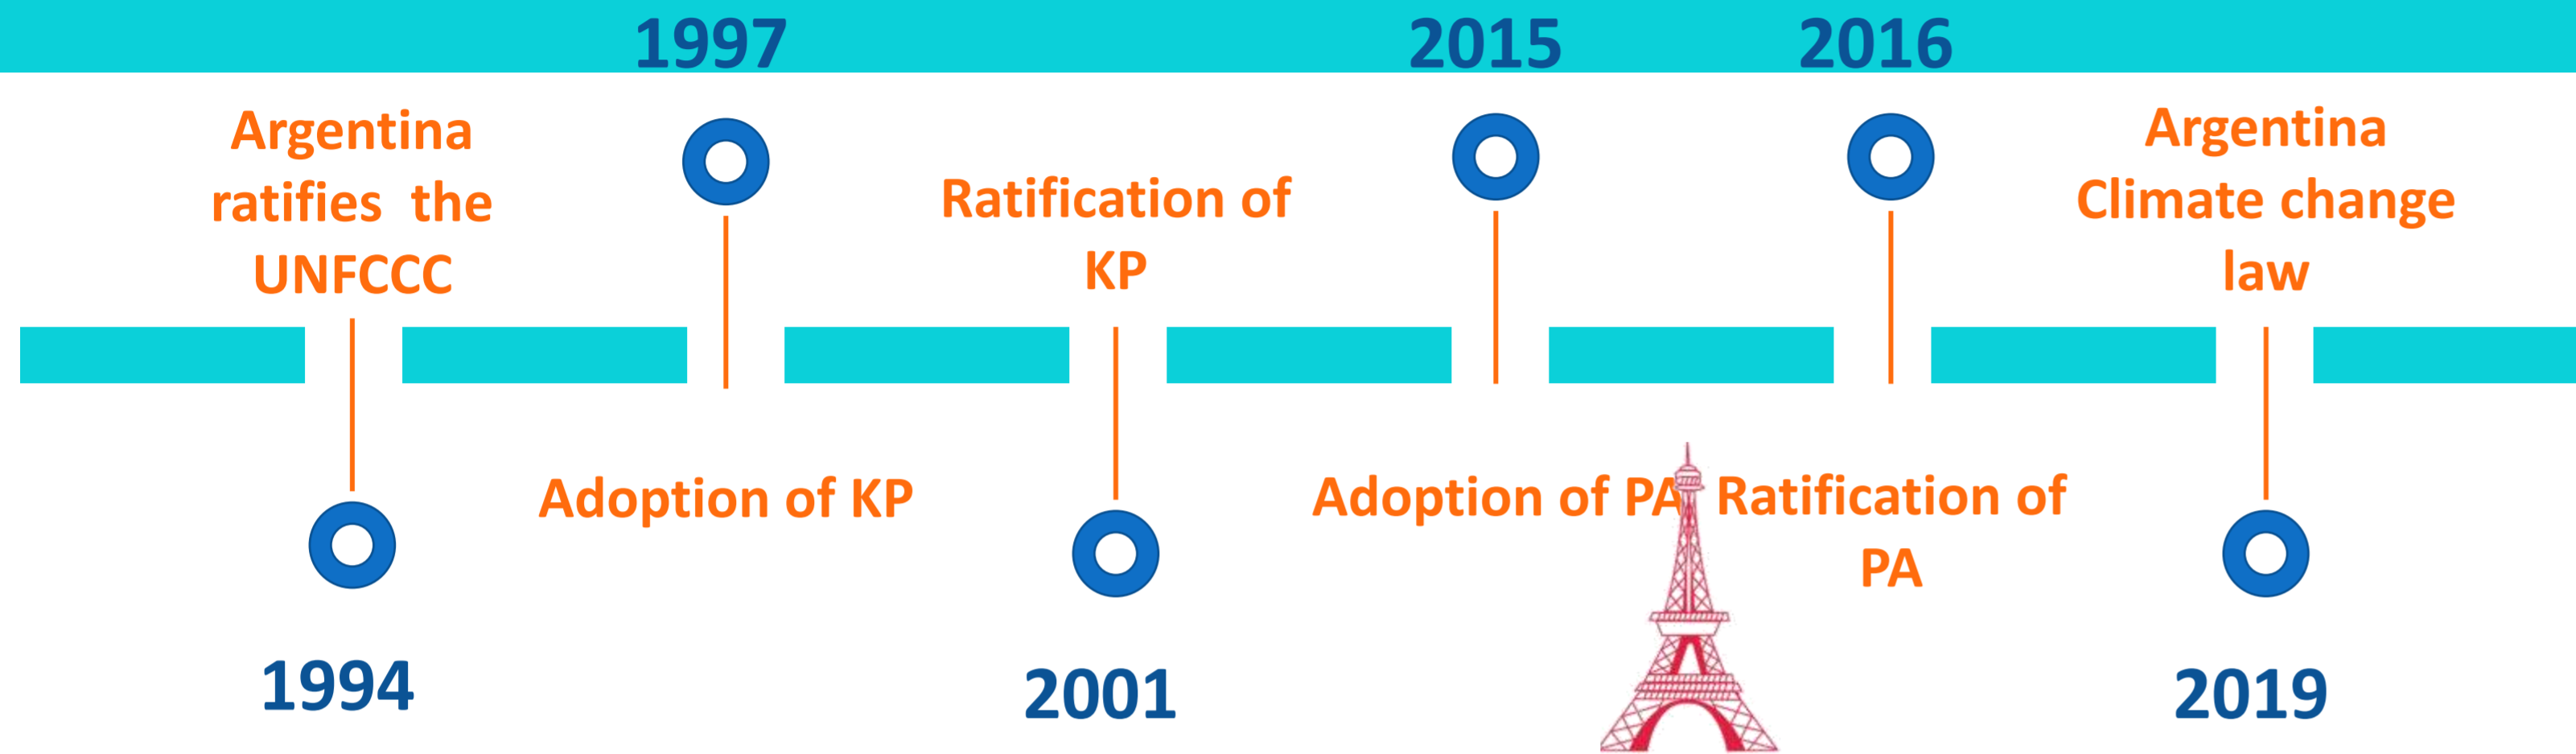 1997
2015
2016
Argentina
ratifies the
UNFCCC
Ratification of
KP
Argentina
Climate change
law
Adoption of KP
Adoption of PA
Ratification of
PA
1994
2001
2019